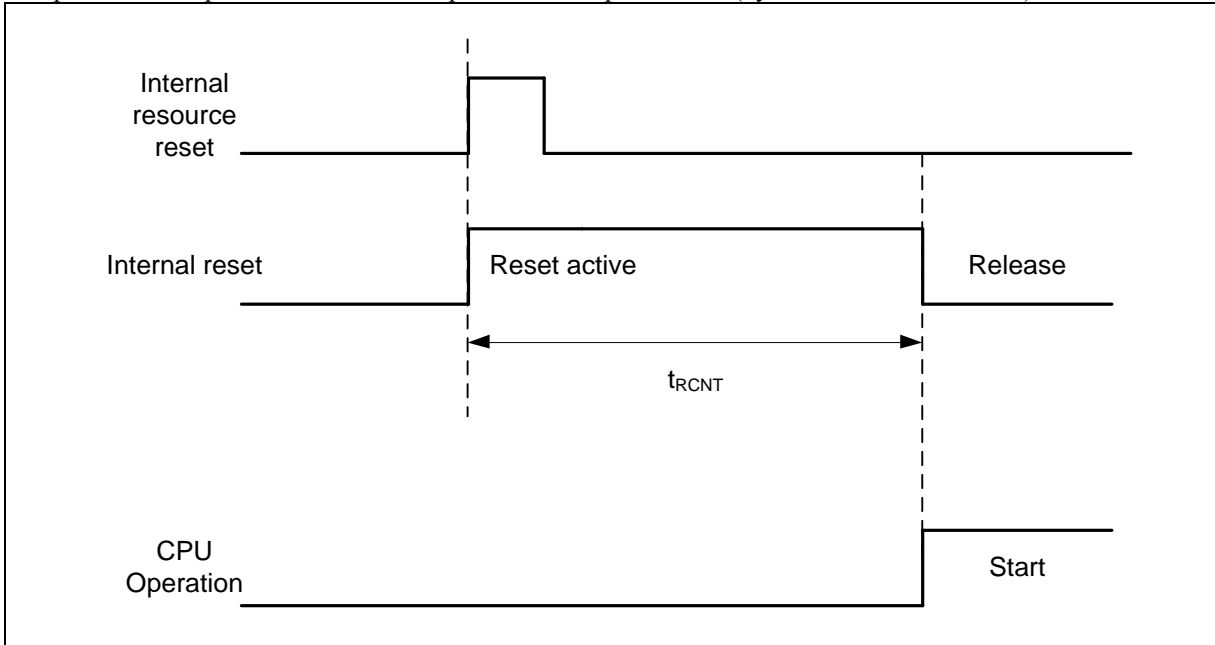 Internal
resource
reset
Internal reset
Reset active
Release
tRCNT
CPU
Operation
Start